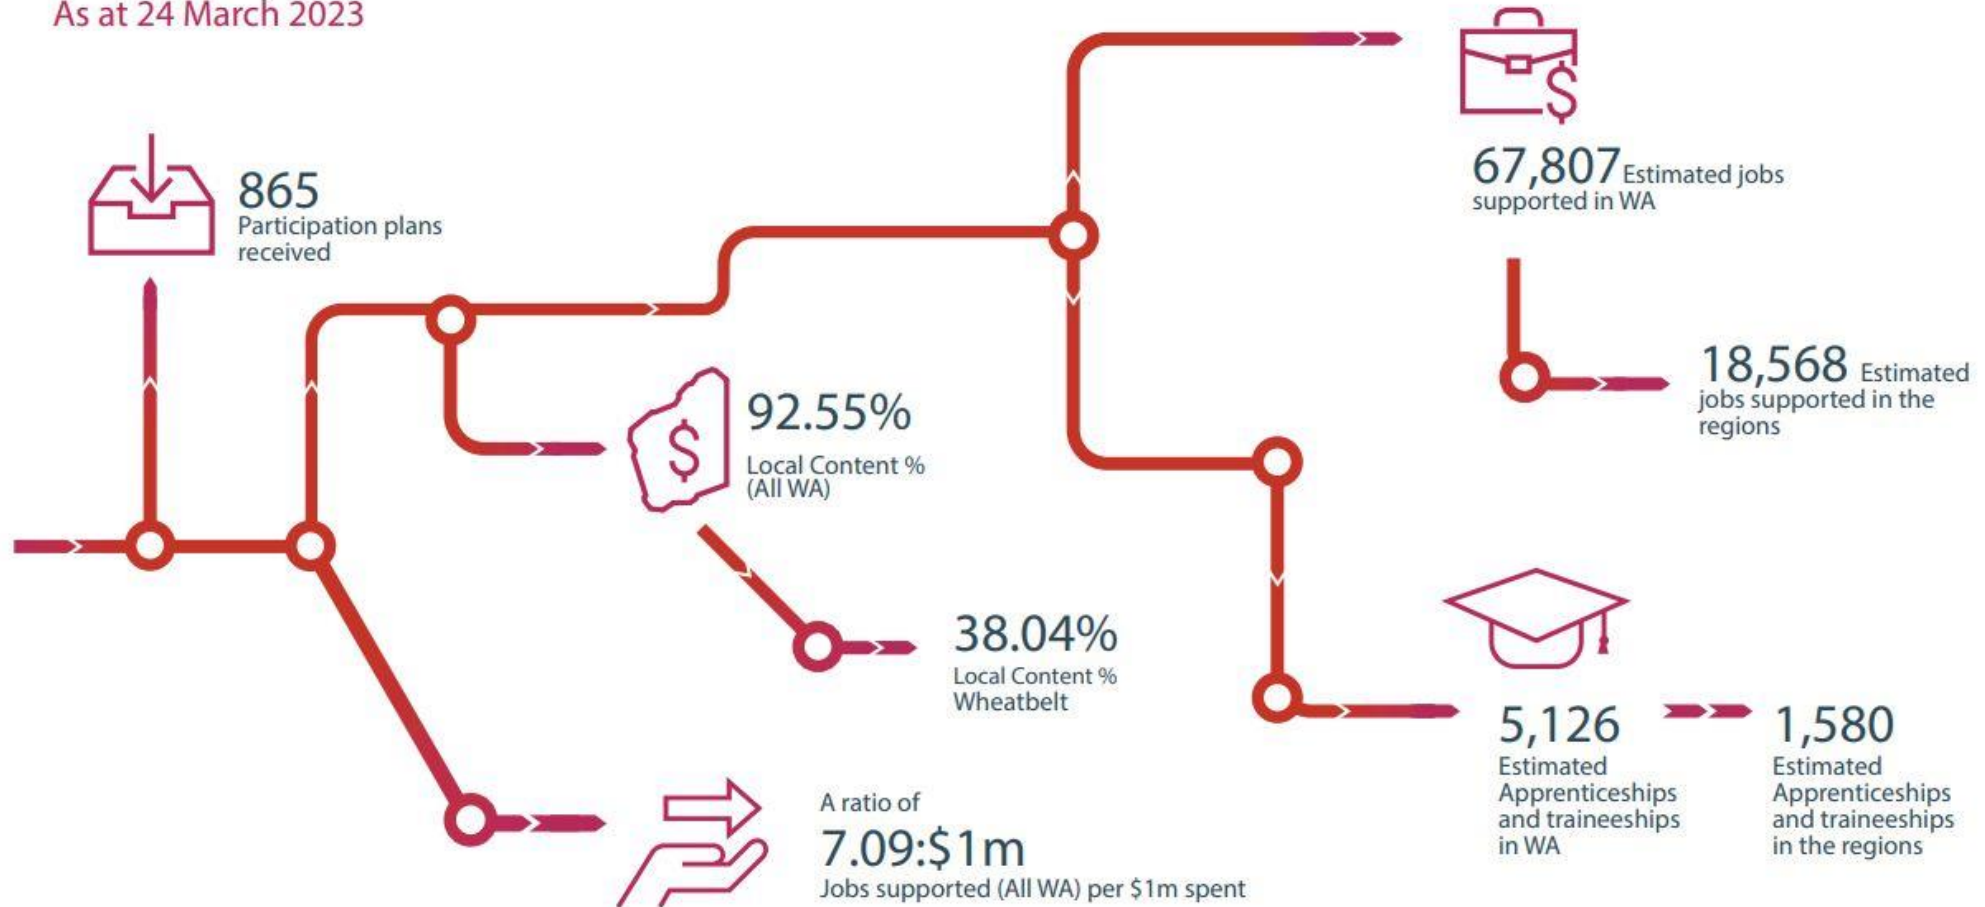 As at 24 March 2023
865
Participation plans
received
92.55%
Local Content %
(All WA)
38.04%
Local Content %
Wheatbelt
A ratio of
7.09:$1m
Jobs supported (All WA) per $1m spent
67,807 Estimated jobs
supported in WA
18,568 Estimated
jobs supported in the
regions
5,126
Estimated
Apprenticeships
and traineeships
in WA
1,580
Estimated
Apprenticeships
and traineeships
in the regions
$
$